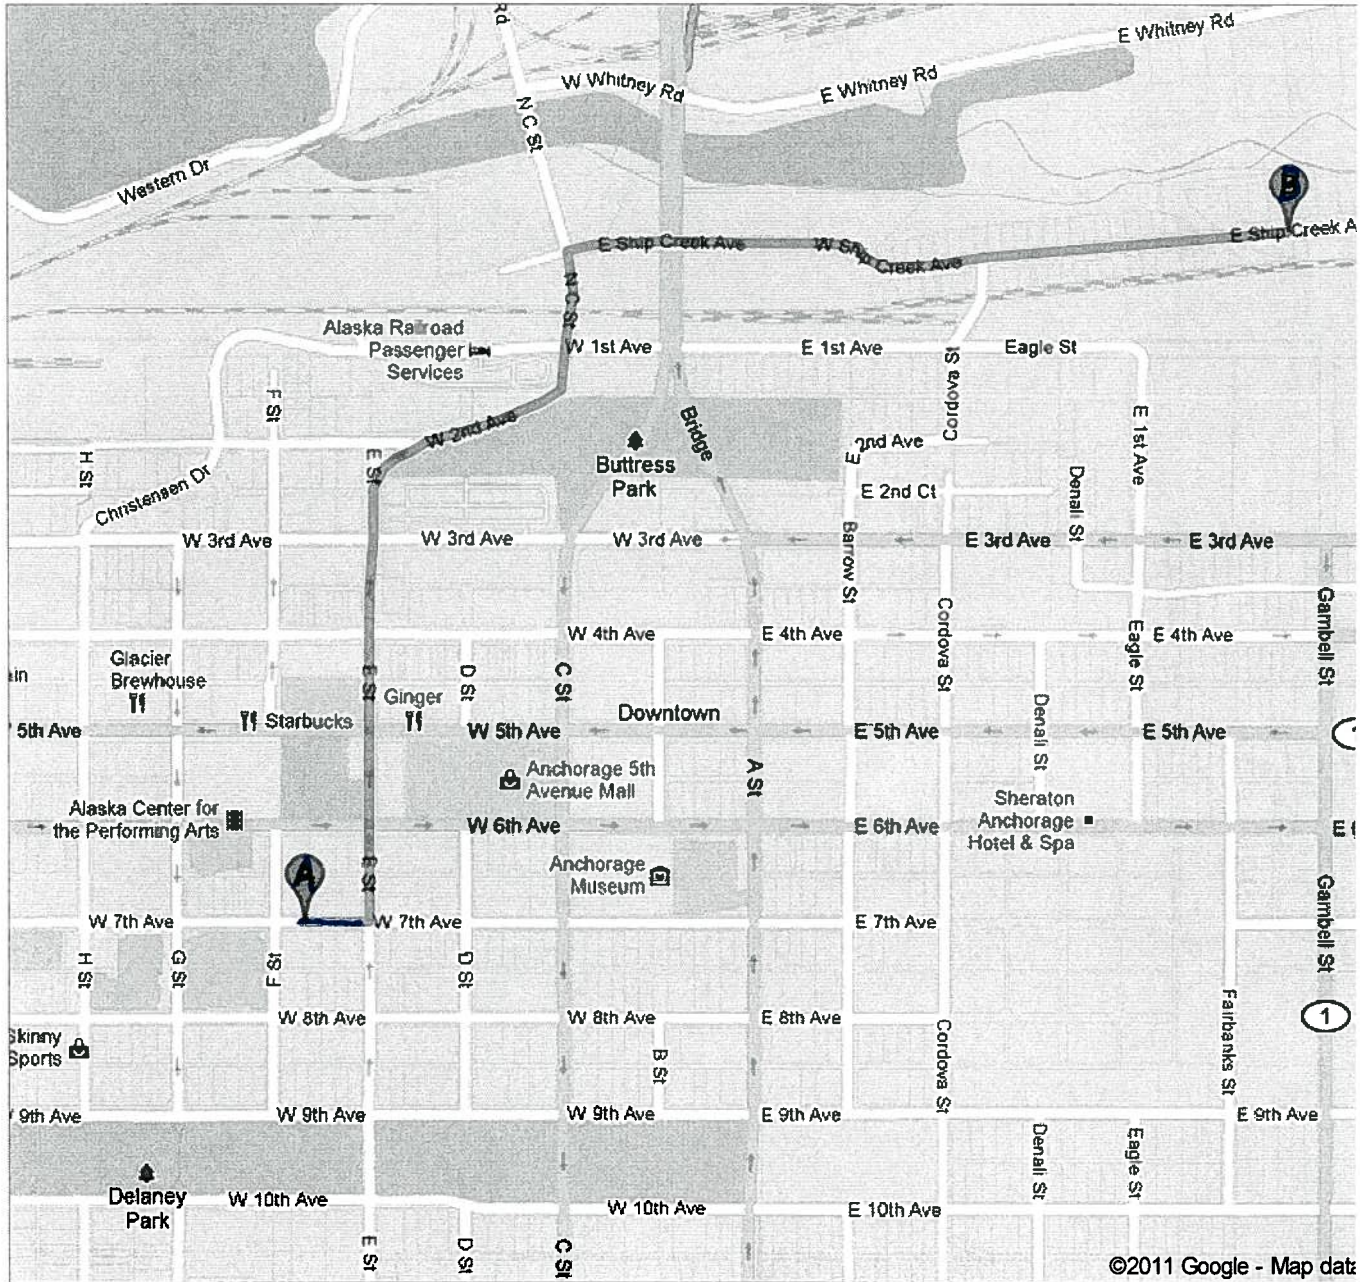 Rd
E Whitney Rd
W Whitney Rd
E Whitney Rd
N C St
Western Dr
B
E Ship Creek Ave
W Ship Creek Ave
E Ship Creek A
N C St
Alaska Railroad
Passenger
Services
W 1st Ave
E 1st Ave
Eagle St
Cordova St
F St
W 2nd Ave
Bridge
E 1st Ave
E
2nd Ave
H St
Christensen Dr
E St
Buttress
Park
E 2nd Ct
Denali St
W 3rd Ave
W 3rd Ave
W 3rd Ave
Barrow St
E 3rd Ave
E 3rd Ave
W 4th Ave
E 4th Ave
Cordova St
Eagle St
E 4th Ave
Gambell St
Glacier
Brewhouse
ain
E St
Ginger
D St
C St
Starbucks
Downtown
Denali St
5th Ave
W 5th Ave
E 5th Ave
E 5th Ave
1
Anchorage 5th
Avenue Mall
A St
Alaska Center for
the Performing Arts
W 6th Ave
E 6th Ave
Sheraton
Anchorage
Hotel & Spa
E
A
E St
Anchorage
Museum
Gambell St
W 7th Ave
W 7th Ave
E 7th Ave
H St
G St
F St
D St
W 8th Ave
W 8th Ave
E 8th Ave
Fairbanks St
1
Skinny
Sports
B St
Cordova St
9th Ave
W 9th Ave
W 9th Ave
E 9th Ave
E 9th Ave
Denali St
Eagle St
Delaney
Park
W 10th Ave
W 10th Ave
E 10th Ave
E St
D St
C St
©2011 Google - Map data